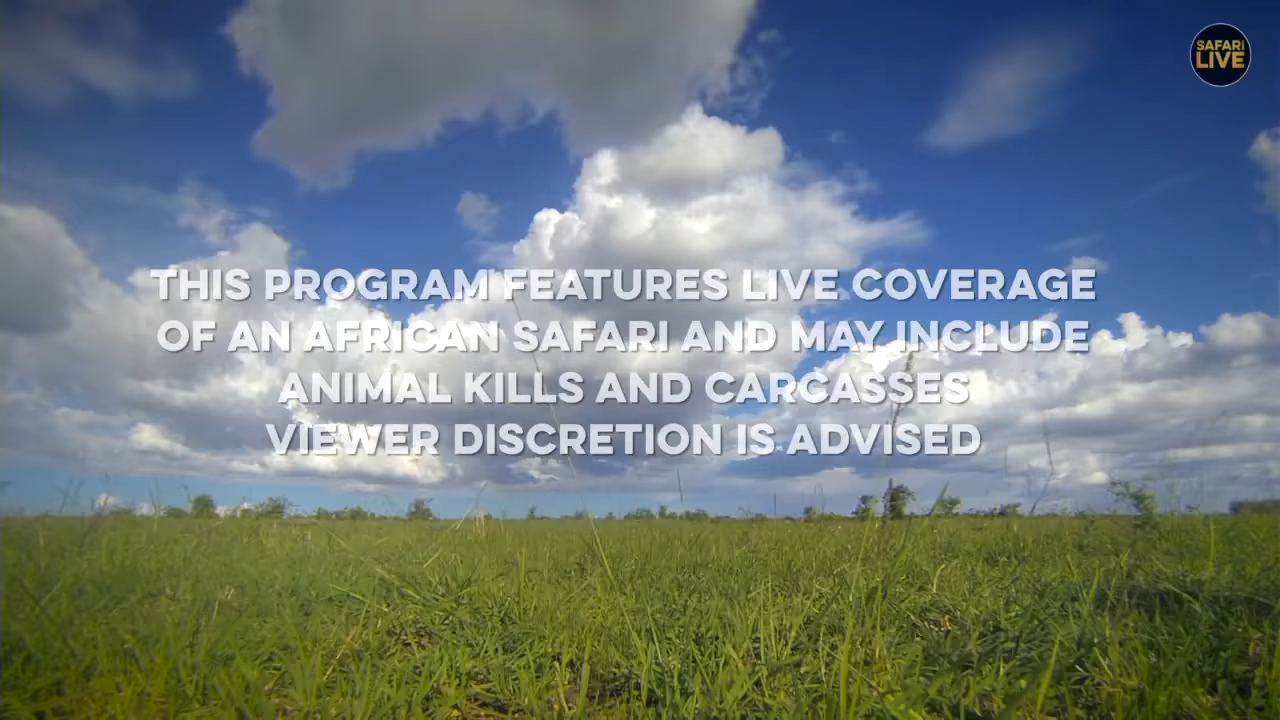 SAFARI
LIVE
THIS PROGRAM FEATURES LIVE COVERAGE
OF AN AFRICAN SAFARI AND MAY INCLUDE
ANIMAL KILLS AND CARCASSES
VIEWER DISCRETION IS ADVISED